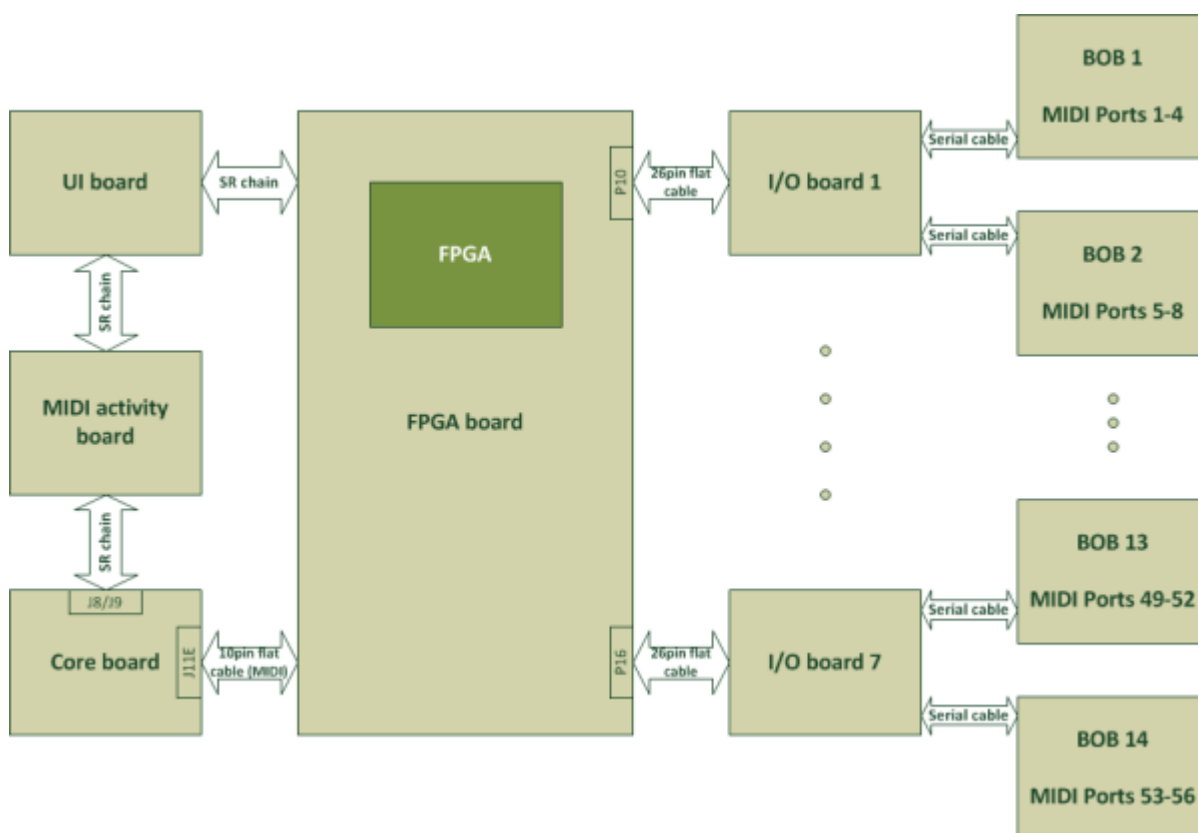 BOB 1
MIDI Ports 1-4
Serial cable
UI board
SR chain
P10
26pin flat
cable
I/O board 1
Serial cable
BOB 2
MIDI Ports 5-8
FPGA
SR chain
MIDI activity
board
FPGA board
SR chain
BOB 13
MIDI Ports 49-52
Serial cable
J8/J9
Core board
J11E
10pin flat
cable (MIDI)
P16
26pin flat
cable
I/O board 7
Serial cable
BOB 14
MIDI Ports 53-56